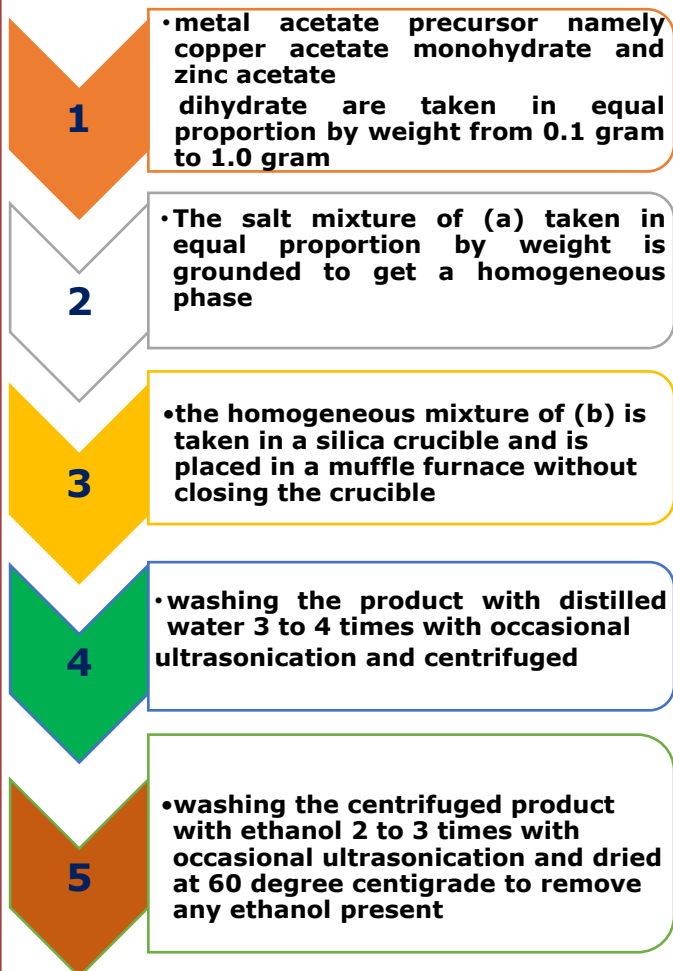 1
•metal acetate precursor namely
copper acetate monohydrate and
zinc acetate
dihydrate are taken in equal
proportion by weight from 0.1 gram
to 1.0 gram
2
•The salt mixture of (a) taken in
equal proportion by weight is
grounded to get a homogeneous
phase
3
•the homogeneous mixture of (b) is
taken in a silica crucible and is
placed in a muffle furnace without
closing the crucible
4
•washing the product with distilled
water 3 to 4 times with occasional
ultrasonication and centrifuged
5
•washing the centrifuged product
with ethanol 2 to 3 times with
occasional ultrasonication and dried
at 60 degree centigrade to remove
any ethanol present